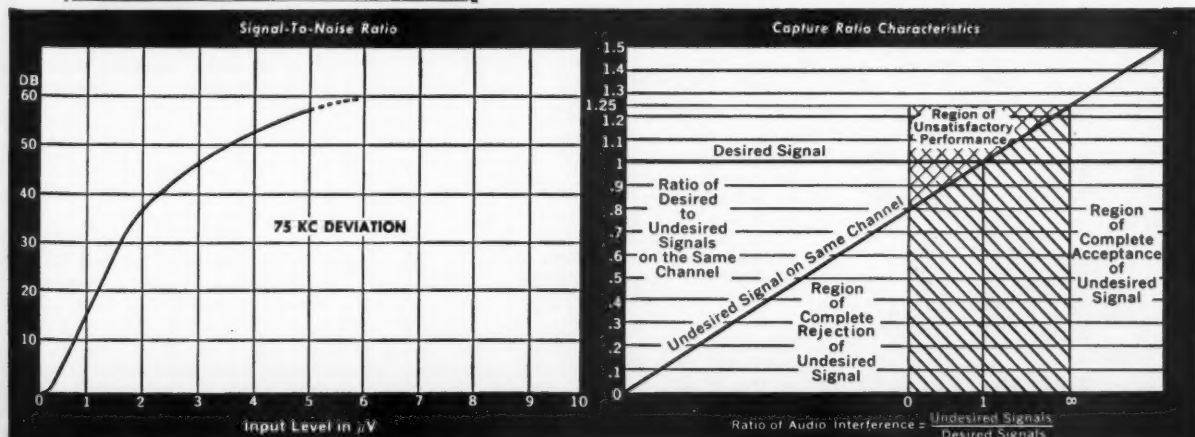 Signal-To-Noise Ratio
DB
60
50
40
30
20
10
0 1 2 3 4 5 6 7 8 9 10
75 KC DEVIATION
Input Level in μV
Capture Ratio Characteristics
1.5
1.4
1.3
1.25
1.2
1.1
1
.9
.8
.7
.6
.5
.4
.3
.2
.1
0
Desired Signal
Ratio of
Desired
to
Undesired
Signals
on the Same
Channel
Undesired Signal on Same Channel
Region of
Unsatisfactory
Performance
Region
of
Complete
Rejection
of
Undesired
Signal
Region
of
Complete
Acceptance
of
Undesired
Signal
0 1 ∞
Ratio of Audio Interference = Undesired Signals
Desired Signals